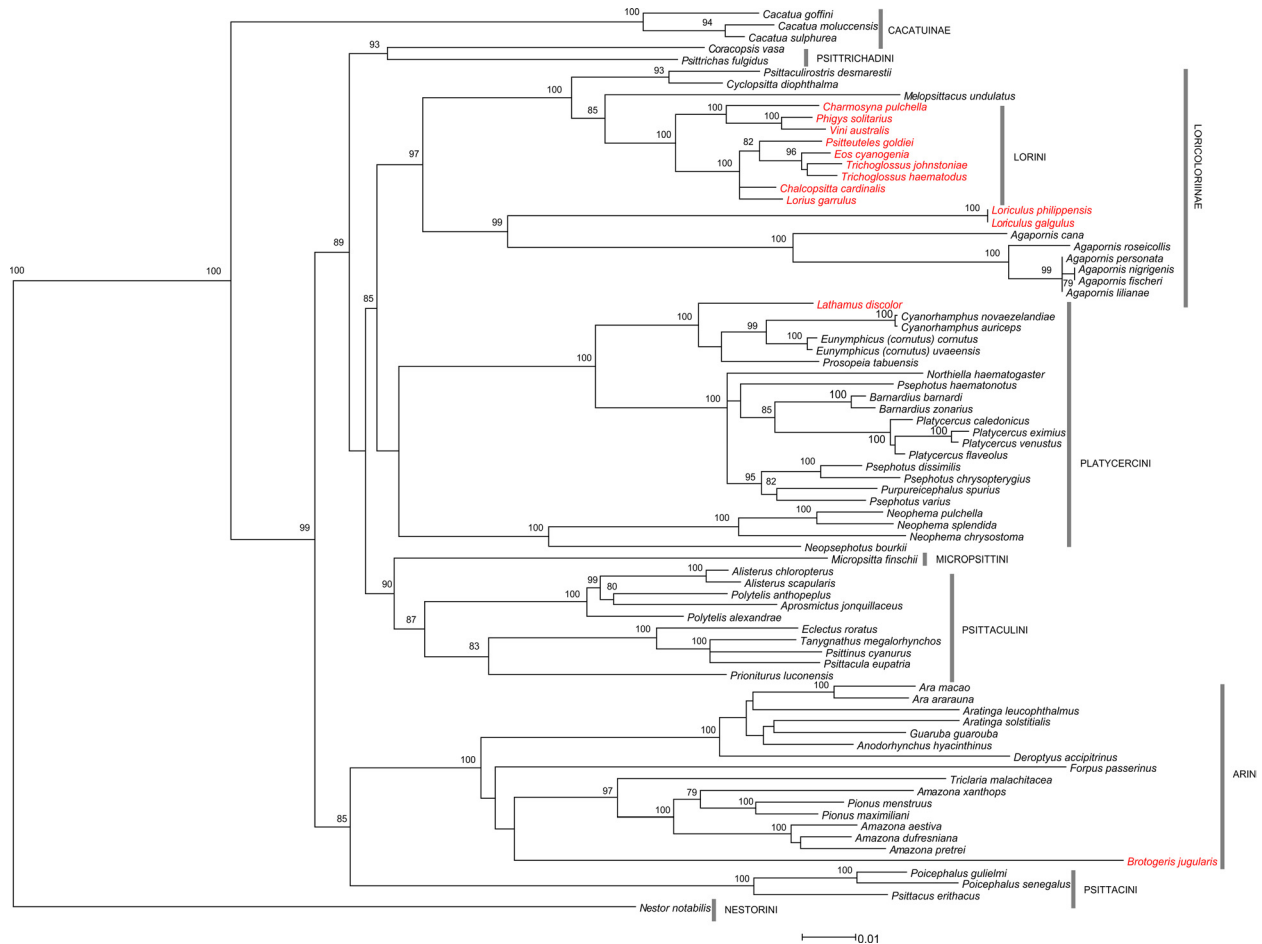 100
Cacatua goffini
94
Cacatua moluccensis
CACATUINAE
Cacatua sulphurea
93
Coracopsis vasa
PSITTRICHADINI
Psittrichas fulgidus
93
Psittaculirostris desmarestii
100
Cyclopsitta diophthalma
85
Melopsittacus undulatus
100
Charmosyna pulchella
100
Phigys solitarius
Vini australis
100
LORICOLORIINAE
82
Psitteuteles goldiei
97
96
Eos cyanogenia
LORINI
100
Trichoglossus johnstoniae
Trichoglossus haematodus
Chalcopsitta cardinalis
Lorius garrulus
100
Loriculus philippensis
99
Loriculus galgulus
Agapornis cana
89
100
Agapornis roseicollis
100
Agapornis personata
99
Agapornis nigrigenis
79
Agapornis fischeri
Agapornis lilianae
100
100
85
Lathamus discolor
100
100
Cyanorhamphus novaezelandiae
99
Cyanorhamphus auriceps
100
Eunymphicus (cornutus) cornutus
Eunymphicus (cornutus) uvaeensis
100
Prosopeia tabuensis
Northiella haematogaster
Psephotus haematonotus
100
100
Barnardius barnardi
85
Barnardius zonarius
Platycercus caledonicus
100
100
Platycercus eximius
Platycercus venustus
Platycercus flaveolus
PLATYCERCINI
100
Psephotus dissimilis
95
Psephotus chrysopterygius
82
Purpureicephalus spurius
Psephotus varius
100
Neophema pulchella
100
Neophema splendida
100
Neophema chrysostoma
99
Neopsephotus bourkii
Micropsitta finschii
MICROPSITTINI
90
100
Alisterus chloropterus
99
Alisterus scapularis
100
80
Polytelis anthopeplus
Aprosmictus jonquillaceus
87
Polytelis alexandrae
PSITTACULINI
100
Eclectus roratus
83
100
Tanygnathus megalorhynchos
Psittinus cyanurus
Psittacula eupatria
Prioniturus luconensis
100
Ara macao
Ara ararauna
Aratinga leucophthalmus
100
Aratinga solstitialis
Guaruba guarouba
Anodorhynchus hyacinthinus
100
Deroptyus accipitrinus
Forpus passerinus
ARINI
97
Triclaria malachitacea
79
Amazona xanthops
100
100
Pionus menstruus
Pionus maximiliani
85
100
Amazona aestiva
Amazona dufresniana
Amazona pretrei
Brotogeris jugularis
100
Poicephalus gulielmi
100
Poicephalus senegalus
PSITTACINI
Psittacus erithacus
Nestor notabilis
NESTORINI
0.01